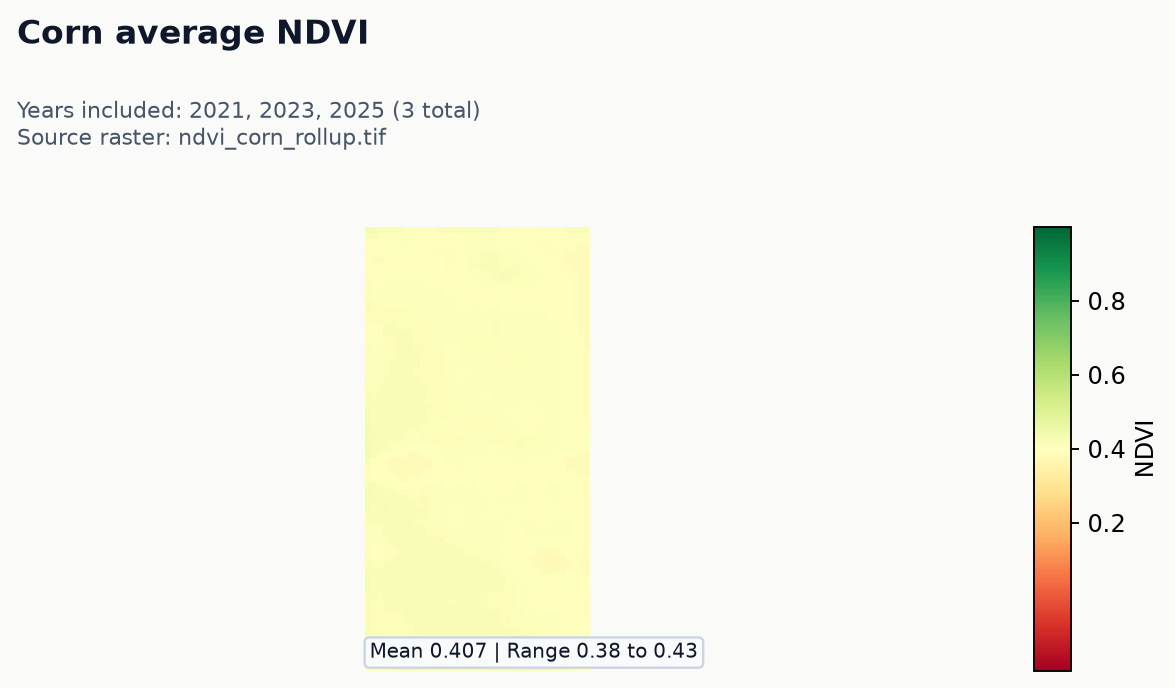 Corn average NDVI
Years included: 2021, 2023, 2025 (3 total)
Source raster: ndvi_corn_rollup.tif
0.8
0.6
0.4
0.2
NDVI
Mean 0.407 | Range 0.38 to 0.43